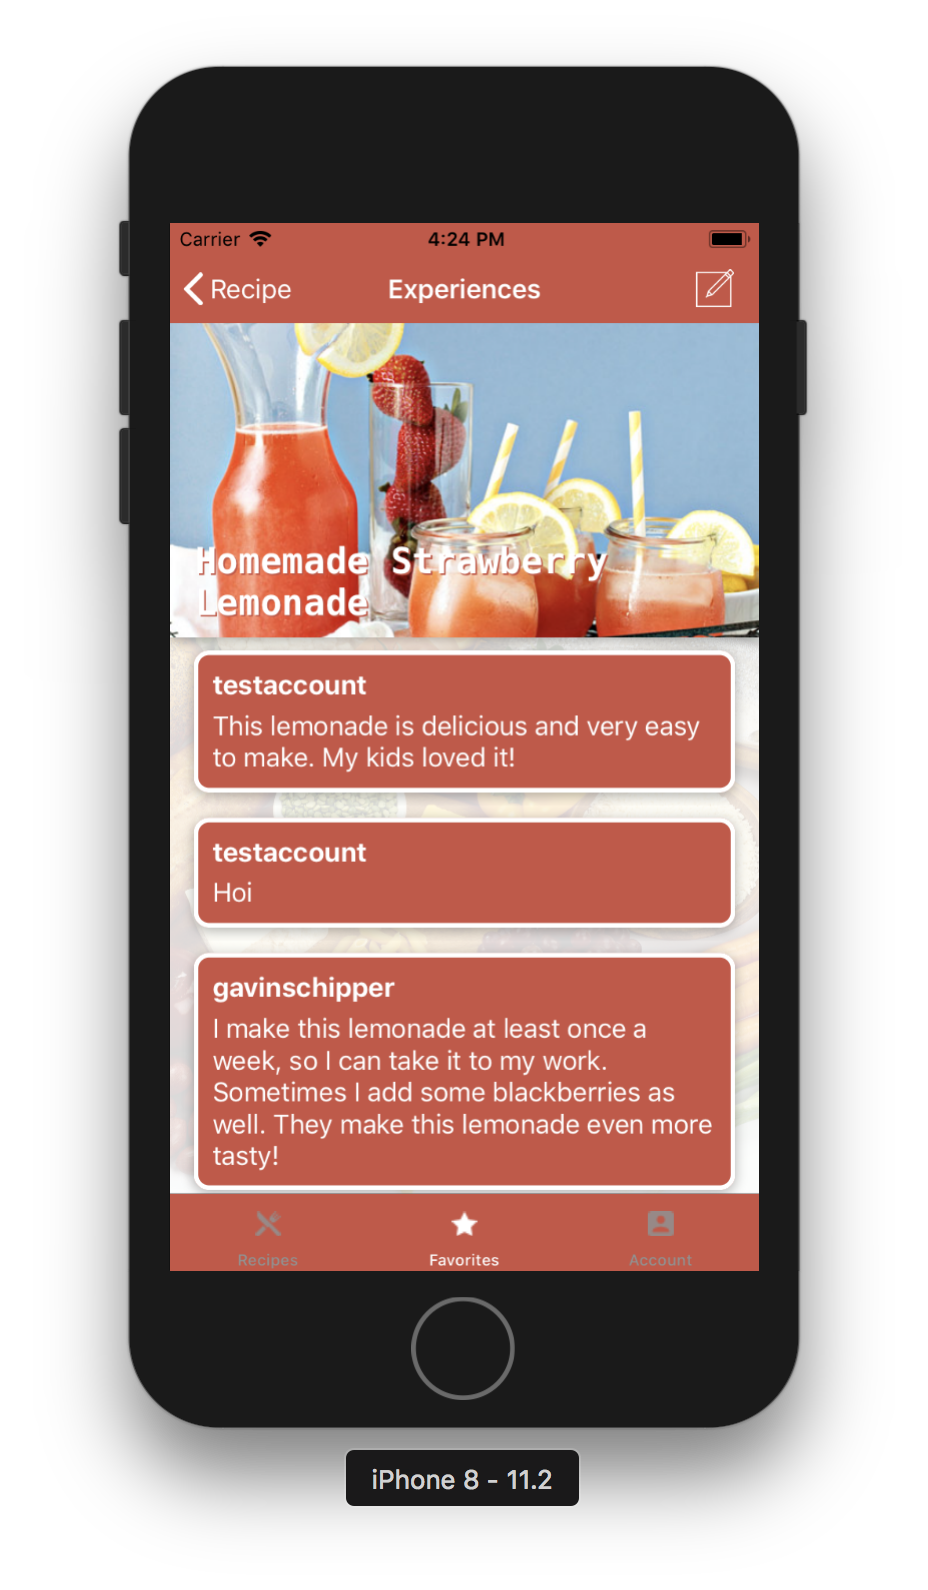 Carrier 4:24 PM
Recipe Experiences
Homemade Strawberry
Lemonade
testaccount
This lemonade is delicious and very easy
to make. My kids loved it!
testaccount
Hoi
gavinschipper
I make this lemonade at least once a
week, so I can take it to my work.
Sometimes I add some blackberries as
well. They make this lemonade even more
tasty!
Recipes Favorites Account
iPhone 8 - 11.2